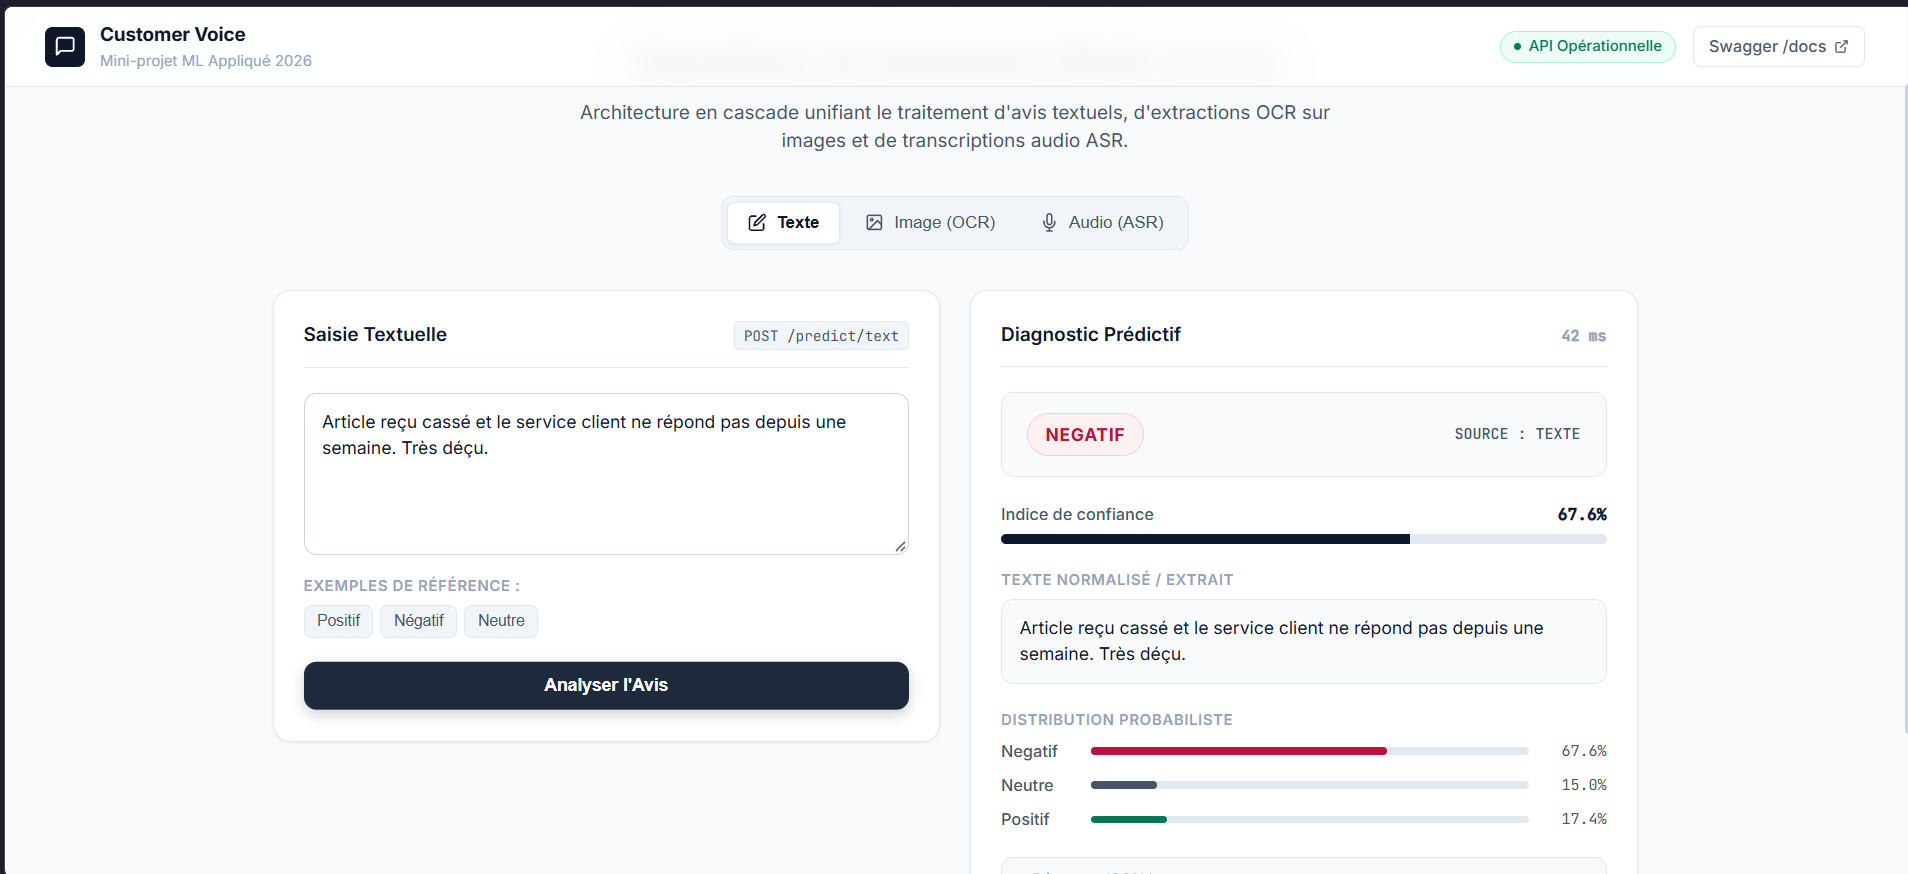 Customer Voice
Mini-projet ML Appliqué 2026
API Opérationnelle
Swagger /docs
Architecture en cascade unifiant le traitement d'avis textuels, d'extractions OCR sur
images et de transcriptions audio ASR.
Texte
Image (OCR)
Audio (ASR)
Saisie Textuelle
POST /predict/text
Article reçu cassé et le service client ne répond pas depuis une
semaine. Très déçu.
EXEMPLES DE RÉFÉRENCE :
Positif
Négatif
Neutre
Analyser l'Avis
Diagnostic Prédictif
42 ms
NEGATIF
SOURCE : TEXTE
Indice de confiance
67.6%
TEXTE NORMALISÉ / EXTRAIT
Article reçu cassé et le service client ne répond pas depuis une
semaine. Très déçu.
DISTRIBUTION PROBABILISTE
Negatif 67.6%
Neutre 15.0%
Positif 17.4%